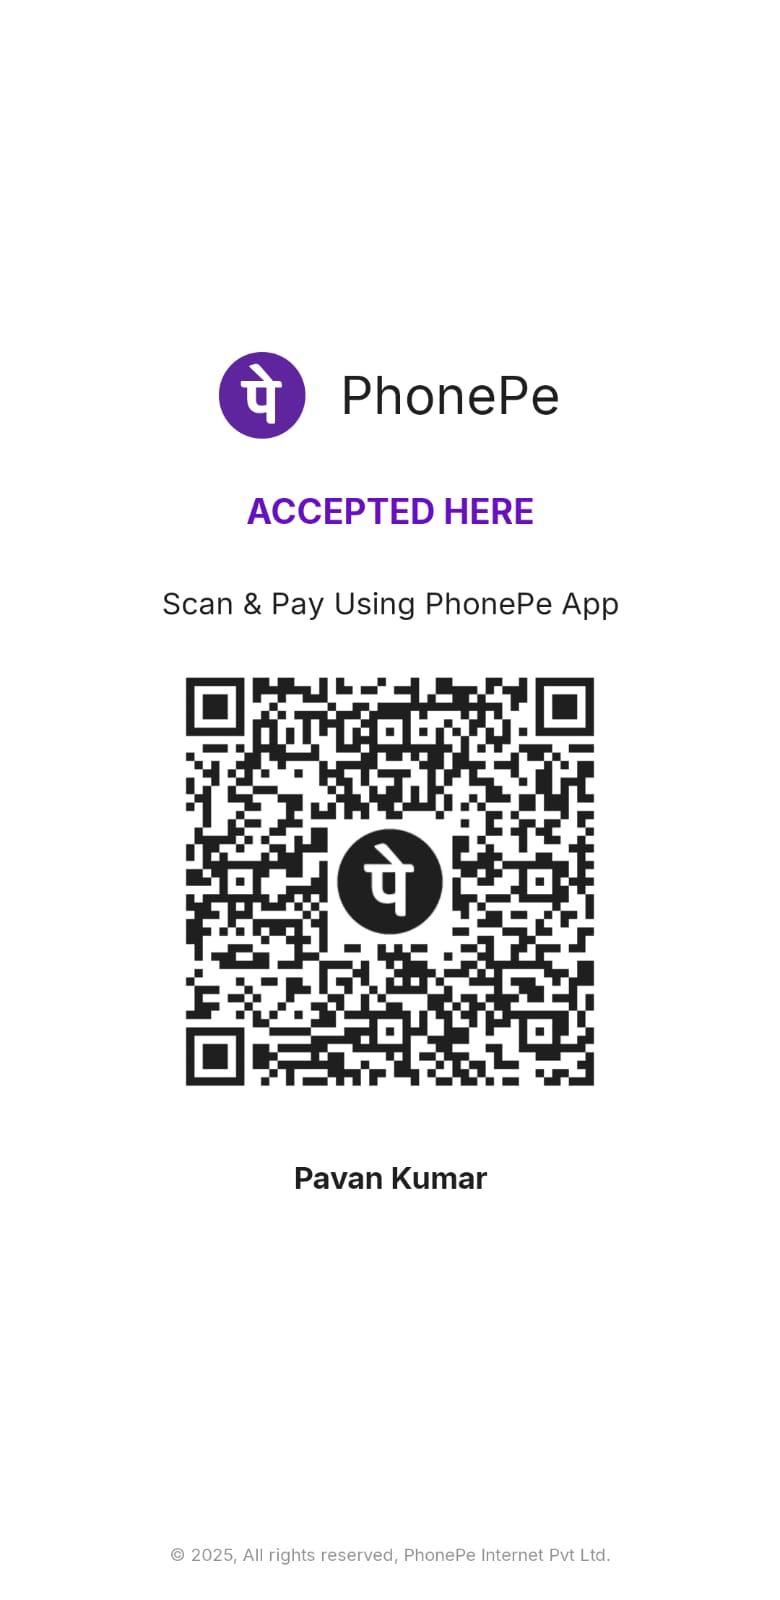 पे PhonePe
ACCEPTED HERE
Scan & Pay Using PhonePe App
पे
Pavan Kumar
© 2025, All rights reserved, PhonePe Internet Pvt Ltd.